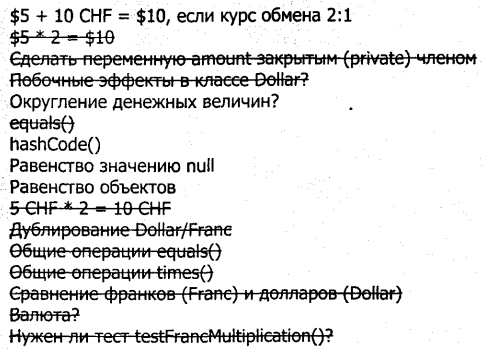 $5 + 10 CHF = $10, если курс обмена 2:1
$5 * 2 = $10
Сделать переменную amount закрытым (private) членом
Побочные эффекты в классе Dollar?
Округление денежных величин?
equals()
hashCode()
Равенство значению null
Равенство объектов
5 CHF * 2 = 10 CHF
Дублирование Dollar/Franc
Общие операции equals()
Общие операции times()
Сравнение франков (Franc) и долларов (Dollar)
Валюта?
Нужен ли тест testFrancMultiplication()?